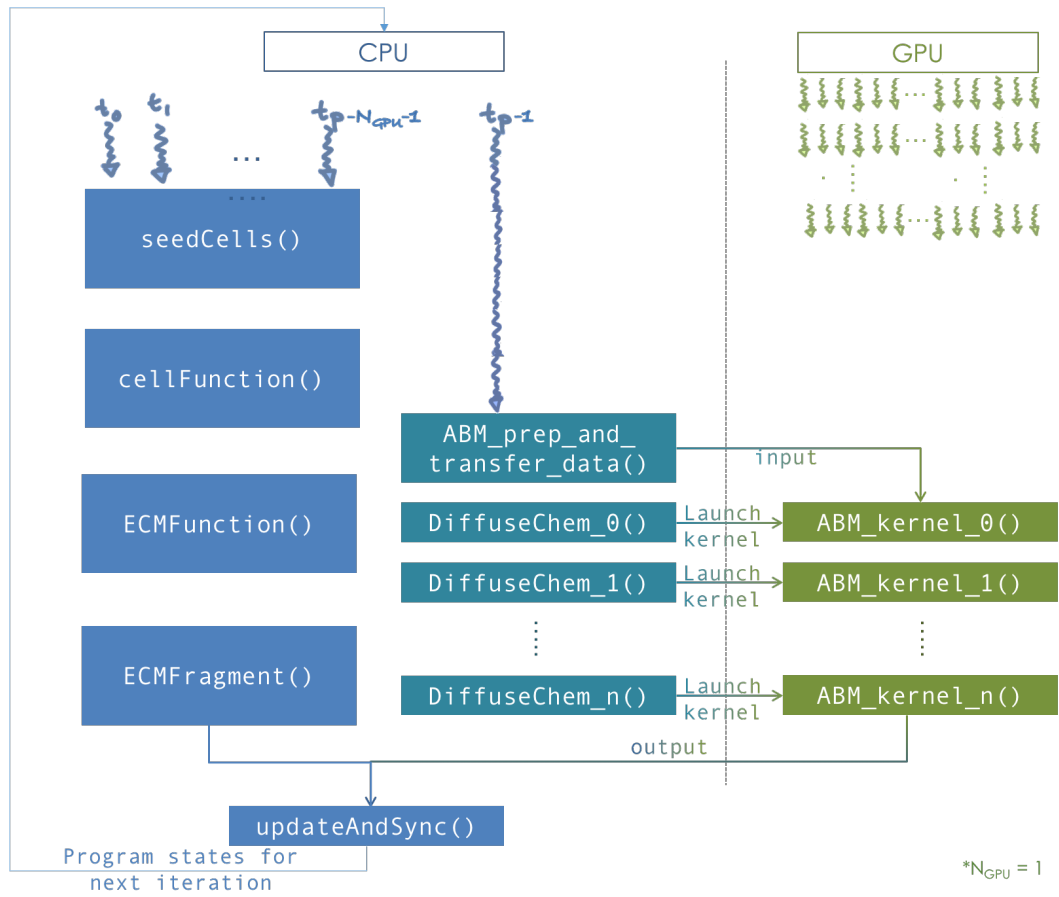 CPU
GPU
t0 t1 ... tP-NGPU-1 tP-1
....
seedCells()
cellFunction()
ABM_prep_and_
transfer_data()
input
ECMFunction()
DiffuseChem_0()
Launch
kernel
ABM_kernel_0()
DiffuseChem_1()
Launch
kernel
ABM_kernel_1()
ECMFragment()
DiffuseChem_n()
Launch
kernel
ABM_kernel_n()
output
updateAndSync()
Program states for
next iteration
*NGPU = 1